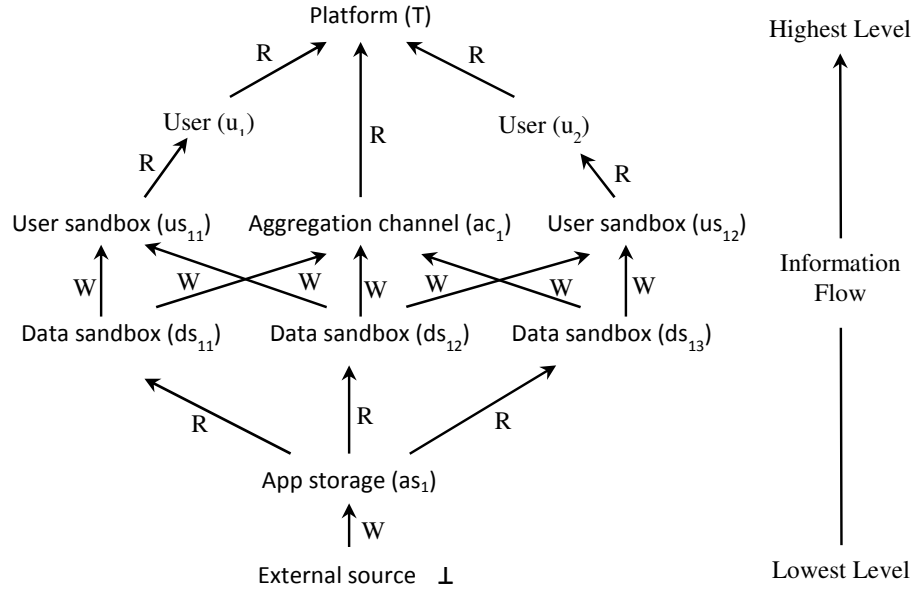 Platform (T)
Highest Level
R
R
User (u₁)
R
User (u₂)
R
R
User sandbox (us₁₁)
Aggregation channel (ac₁)
User sandbox (us₁₂)
W
W
W
W
W
W
W
Information
Flow
Data sandbox (ds₁₁)
Data sandbox (ds₁₂)
Data sandbox (ds₁₃)
R
R
R
App storage (as₁)
W
External source ⊥
Lowest Level